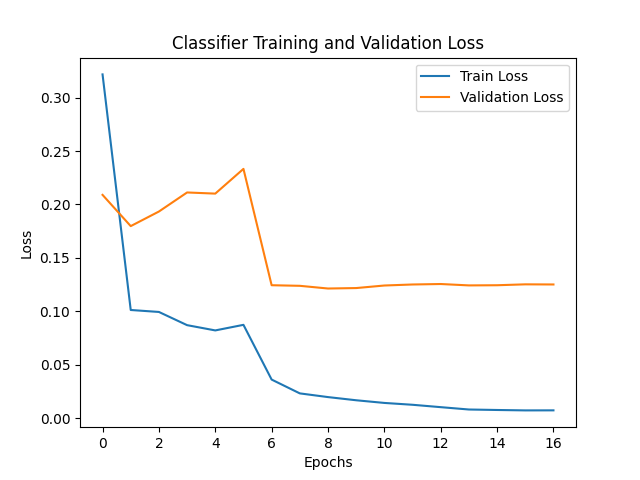 Classifier Training and Validation Loss
Train Loss
Validation Loss
0.30
0.25
0.20
0.15
0.10
0.05
0.00
Loss
0 2 4 6 8 10 12 14 16
Epochs